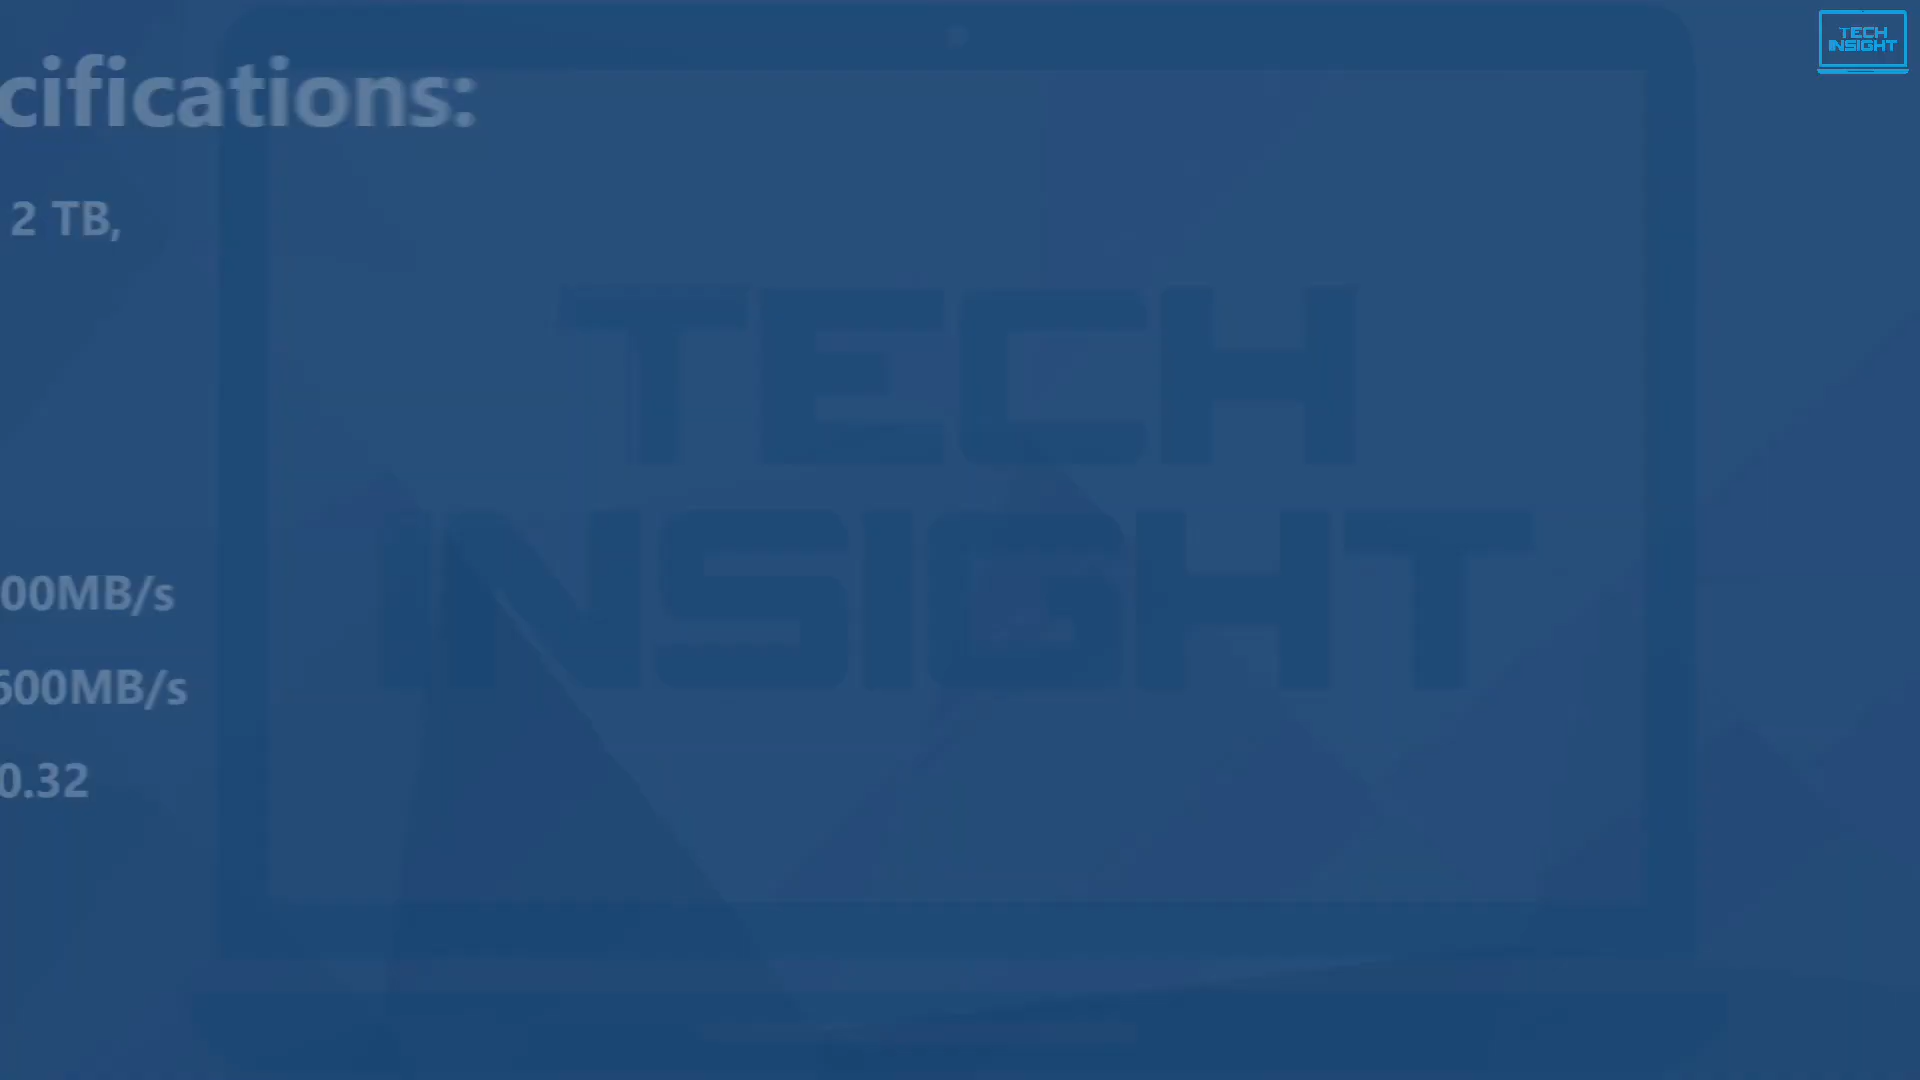 cifications:
2 TB,
00MB/s
600MB/s
0.32
TECH
INSIGHT
TECH
INSIGHT